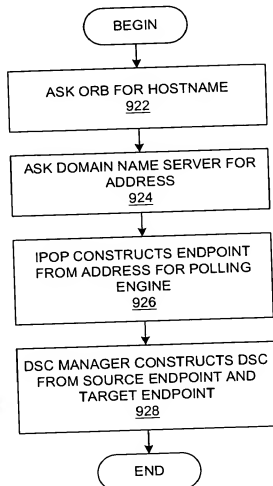 BEGIN
ASK ORB FOR HOSTNAME
922
ASK DOMAIN NAME SERVER FOR
ADDRESS
924
IPOP CONSTRUCTS ENDPOINT
FROM ADDRESS FOR POLLING
ENGINE
926
DSC MANAGER CONSTRUCTS DSC
FROM SOURCE ENDPOINT AND
TARGET ENDPOINT
928
END